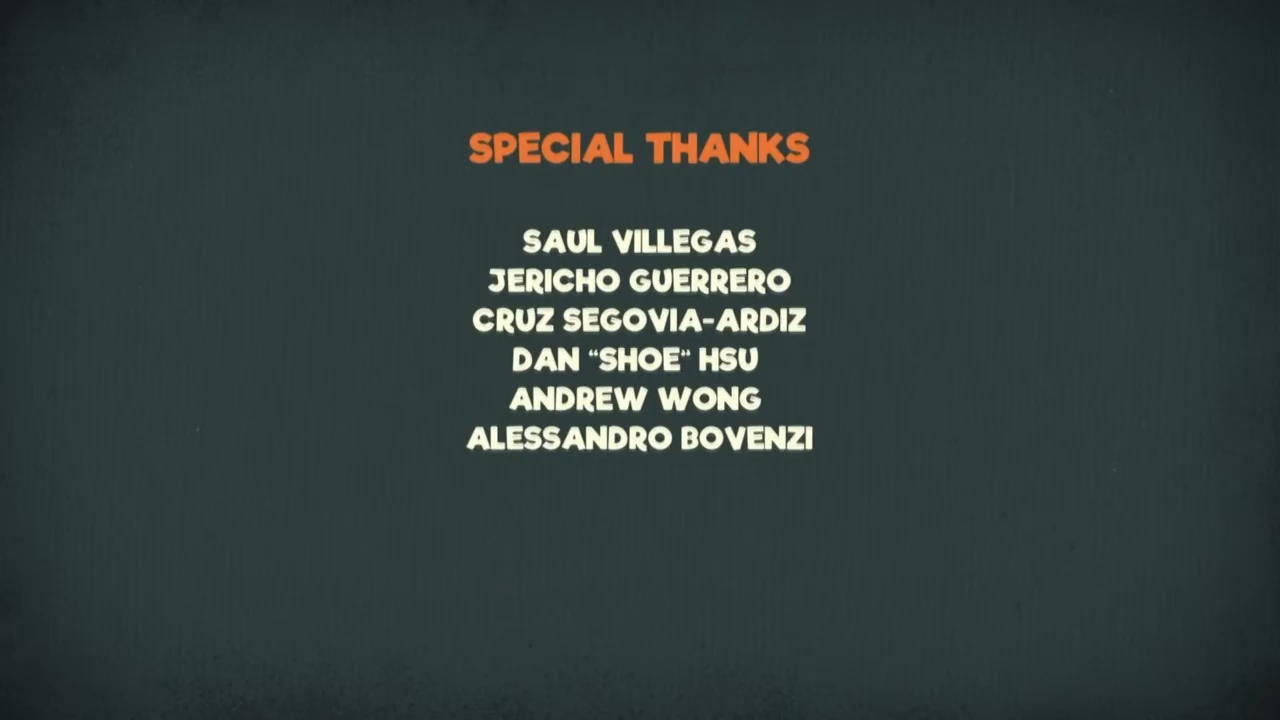 SPECIAL THANKS
SAUL VILLEGAS
JERICHO GUERRERO
CRUZ SEGOVIA-ARDIZ
DAN “SHOE” HSU
ANDREW WONG
ALESSANDRO BOVENZI